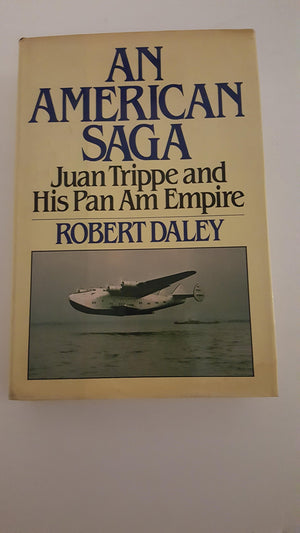 AN
AMERICAN
SAGA
Juan Trippe and
His Pan Am Empire
ROBERT DALEY